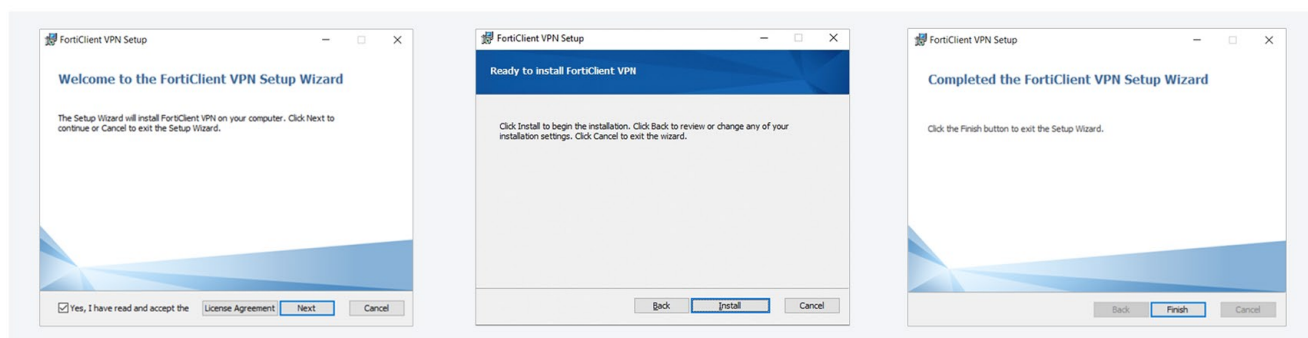 FortiClient VPN Setup
Welcome to the FortiClient VPN Setup Wizard
The Setup Wizard will install FortiClient VPN on your computer. Click Next to
continue or Cancel to exit the Setup Wizard.
Yes, I have read and accept the License Agreement Next Cancel
FortiClient VPN Setup
Ready to install FortiClient VPN
Click Install to begin the installation. Click Back to review or change any of your
installation settings. Click Cancel to exit the wizard.
Back Install Cancel
FortiClient VPN Setup
Completed the FortiClient VPN Setup Wizard
Click the Finish button to exit the Setup Wizard.
Back Finish Cancel